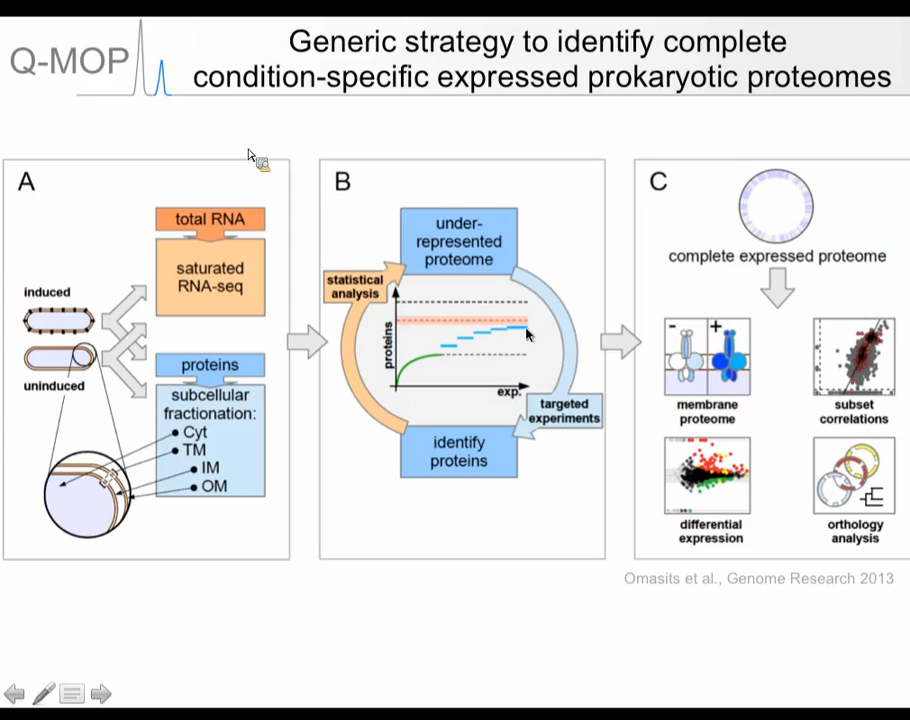 Q-MOP
Generic strategy to identify complete
condition-specific expressed prokaryotic proteomes
A
total RNA
saturated
RNA-seq
induced
uninduced
proteins
subcellular
fractionation:
• Cyt
• TM
• IM
• OM
B
under-
represented
proteome
statistical
analysis
proteins
exp.
targeted
experiments
identify
proteins
C
complete expressed proteome
- +
membrane
proteome
subset
correlations
differential
expression
orthology
analysis
Omasits et al., Genome Research 2013